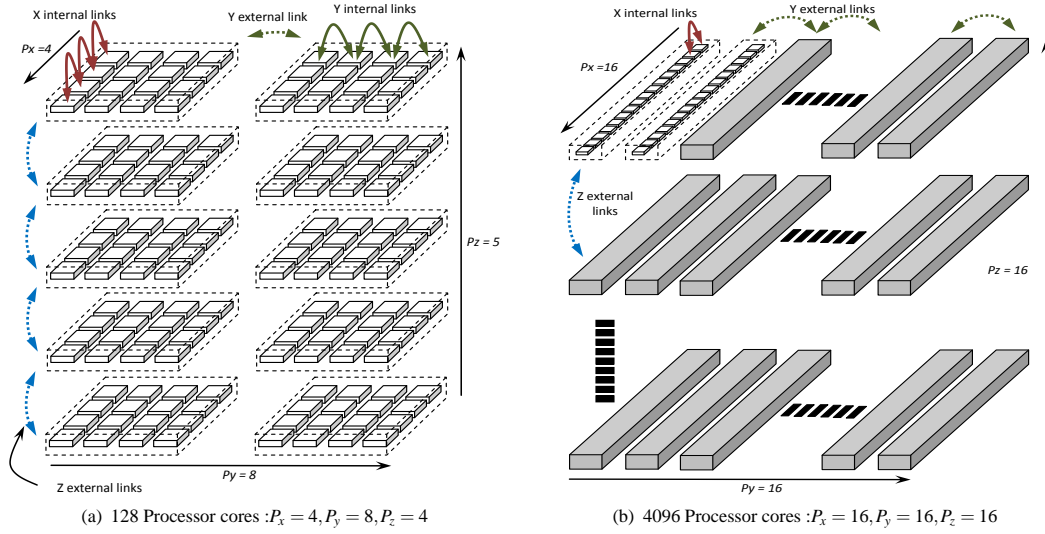 X internal links
Y external link
Y internal links
Px =4
Pz = 5
Py = 8
Z external links
(a) 128 Processor cores :Px = 4, Py = 8, Pz = 4
X internal links
Y external links
Px =16
Z external
links
Pz = 16
Py = 16
(b) 4096 Processor cores :Px = 16, Py = 16, Pz = 16